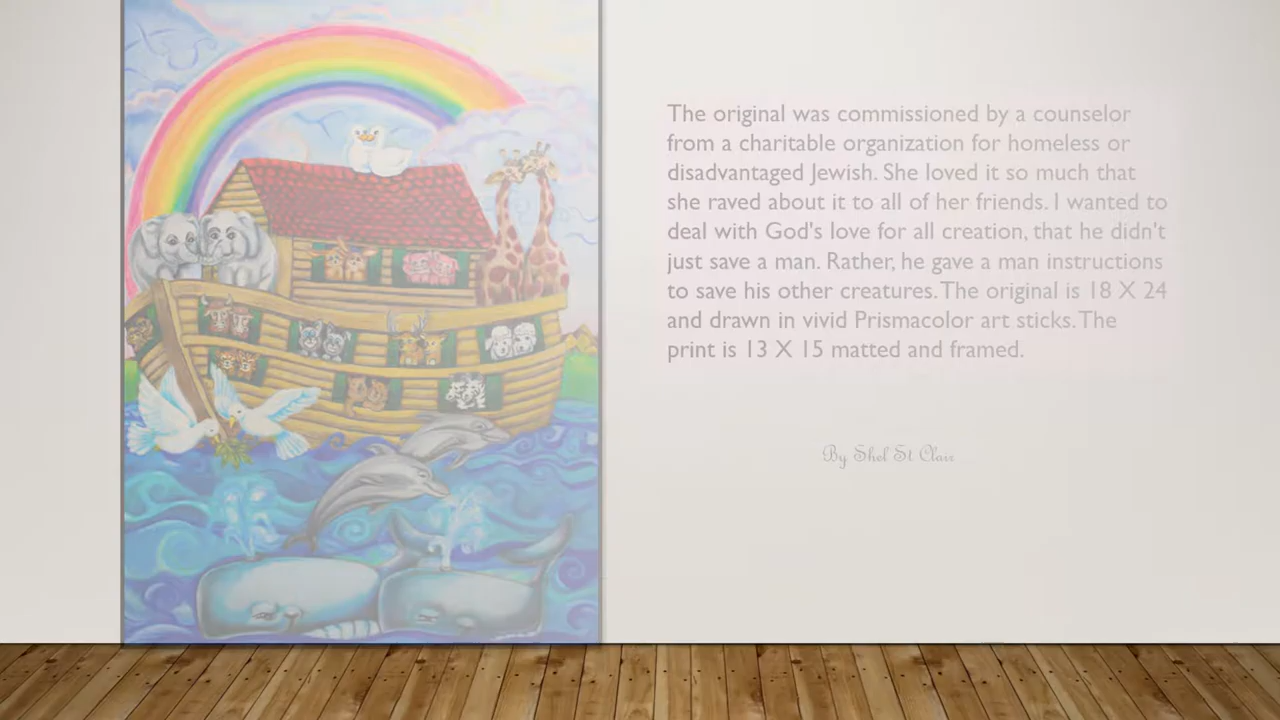 The original was commissioned by a counselor
from a charitable organization for homeless or
disadvantaged Jewish. She loved it so much that
she raved about it to all of her friends. I wanted to
deal with God's love for all creation, that he didn't
just save a man. Rather, he gave a man instructions
to save his other creatures. The original is 18 X 24
and drawn in vivid Prismacolor art sticks. The
print is 13 X 15 matted and framed.
By Shel St Clair